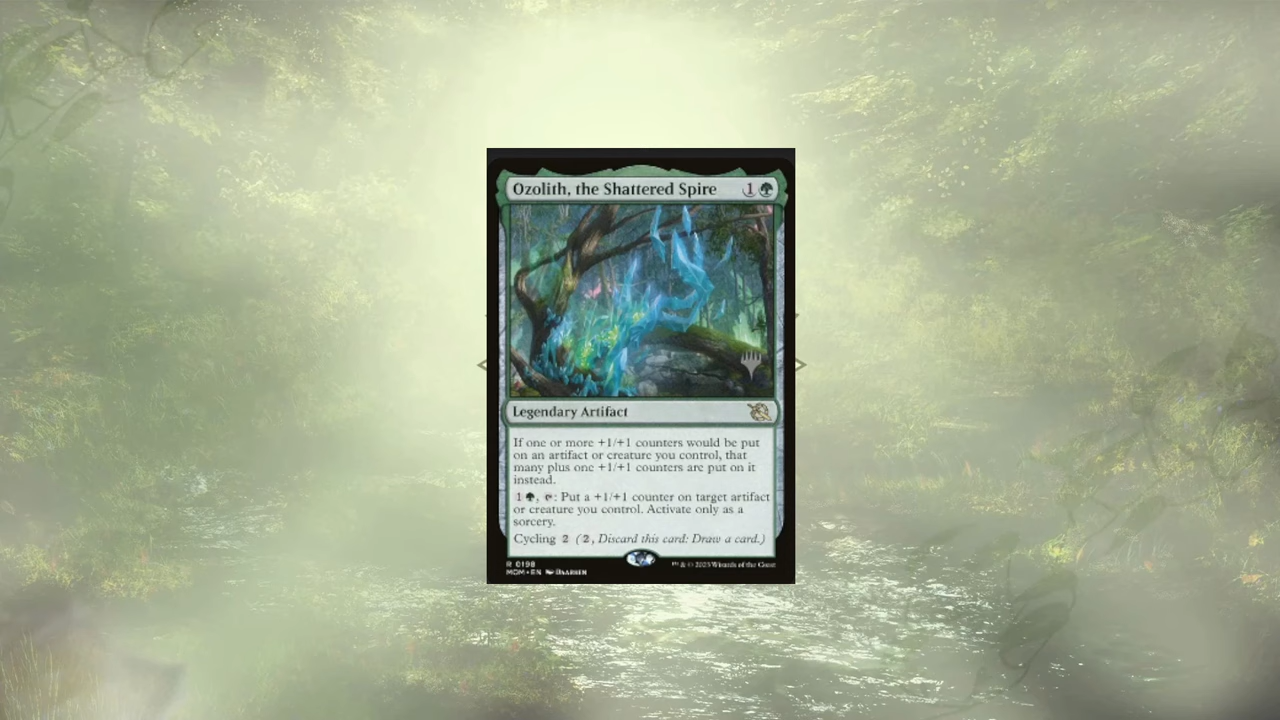 Ozolith, the Shattered Spire 1
Legendary Artifact
If one or more +1/+1 counters would be put
on an artifact or creature you control, that
many plus one +1/+1 counters are put on it
instead.
1 , : Put a +1/+1 counter on target artifact
or creature you control. Activate only as a
sorcery.
Cycling 2 (2, Discard this card: Draw a card.)
R 0198
MOM • EN DAARKEN
™ & © 2023 Wizards of the Coast